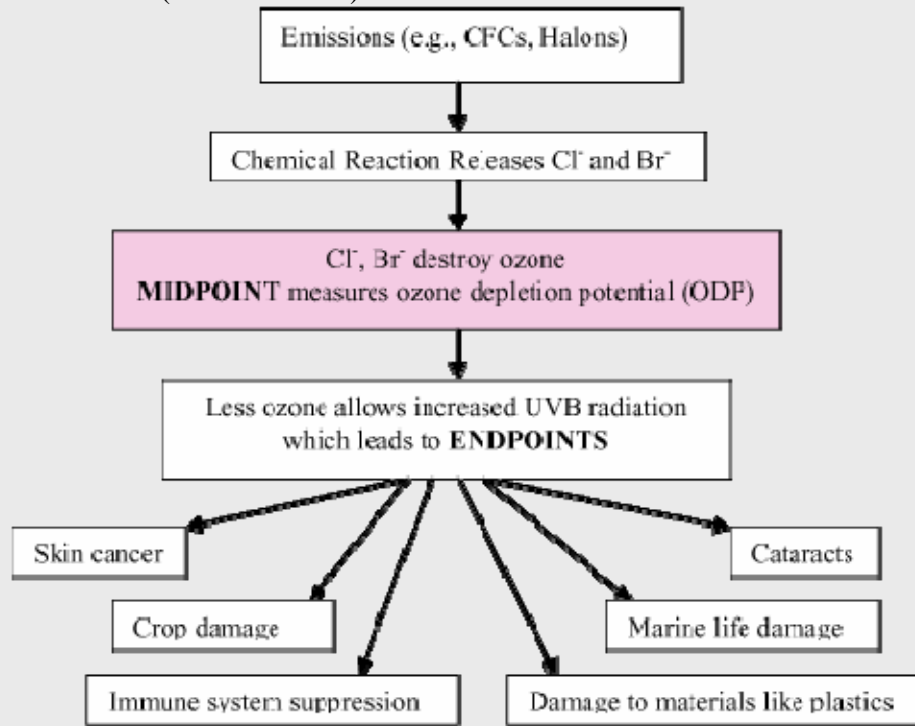 Emissions (e.g., CFCs, Halons)
Chemical Reaction Releases Cl⁻ and Br⁻
Cl⁻, Br⁻ destroy ozone
MIDPOINT measures ozone depletion potential (ODP)
Less ozone allows increased UVB radiation
which leads to ENDPOINTS
Skin cancer
Cataracts
Crop damage
Marine life damage
Immune system suppression
Damage to materials like plastics